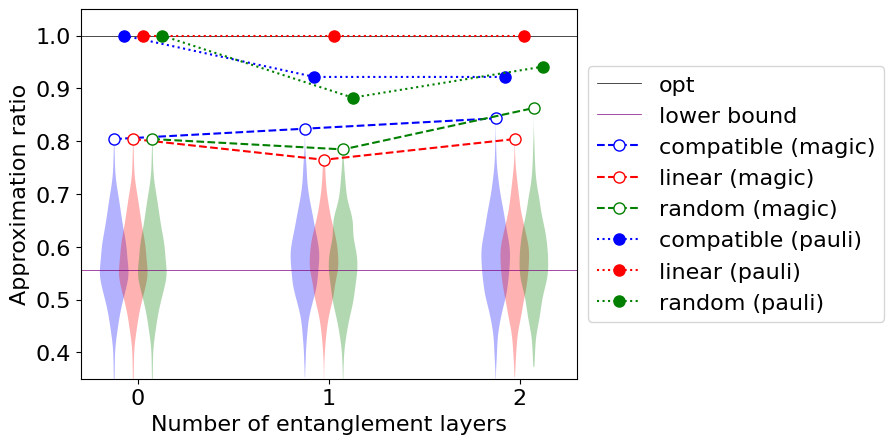 1.0
0.9
0.8
0.7
0.6
0.5
0.4
Approximation ratio
0
1
2
Number of entanglement layers
opt
lower bound
compatible (magic)
linear (magic)
random (magic)
compatible (pauli)
linear (pauli)
random (pauli)